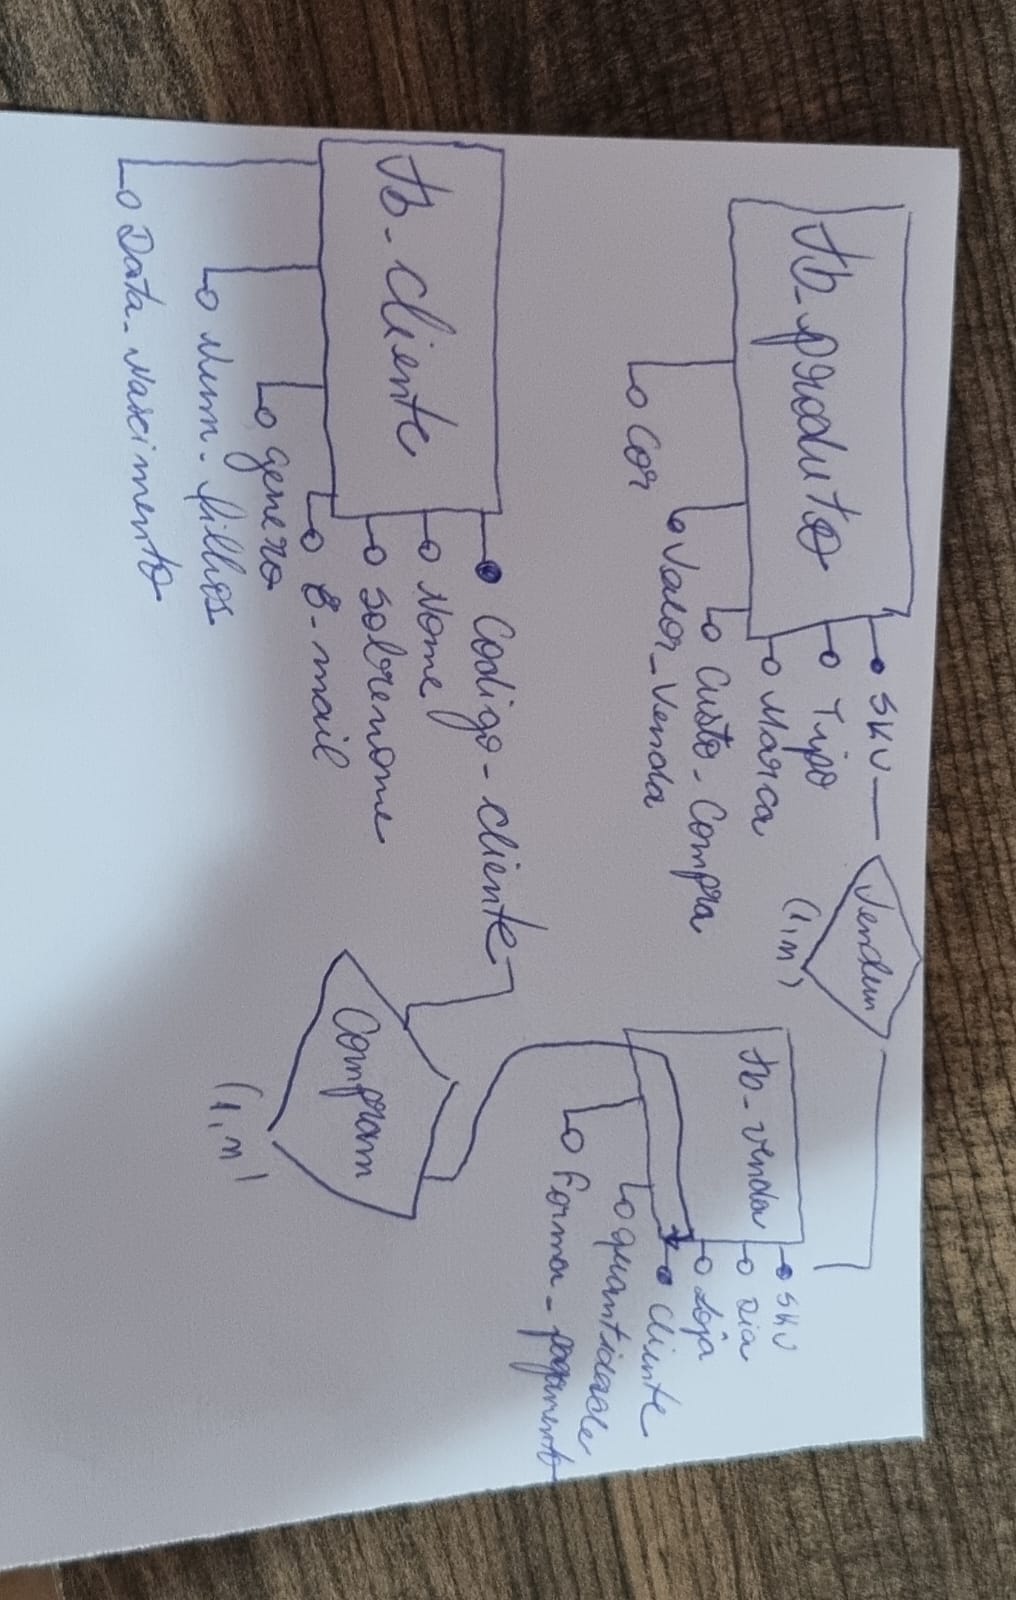 tb_produto
SKU
Tipo
Marca
Custo_Compra
Valor_Venda
Cor
Vendem
(1,n)
tb_venda
SKU
Dia
Loja
Cliente
quantidade
Forma_pagamento
tb_cliente
Codigo_cliente
Nome
Sobrenome
E-mail
genero
Num_filhos
Data_Nascimento
Compram
(1,n)